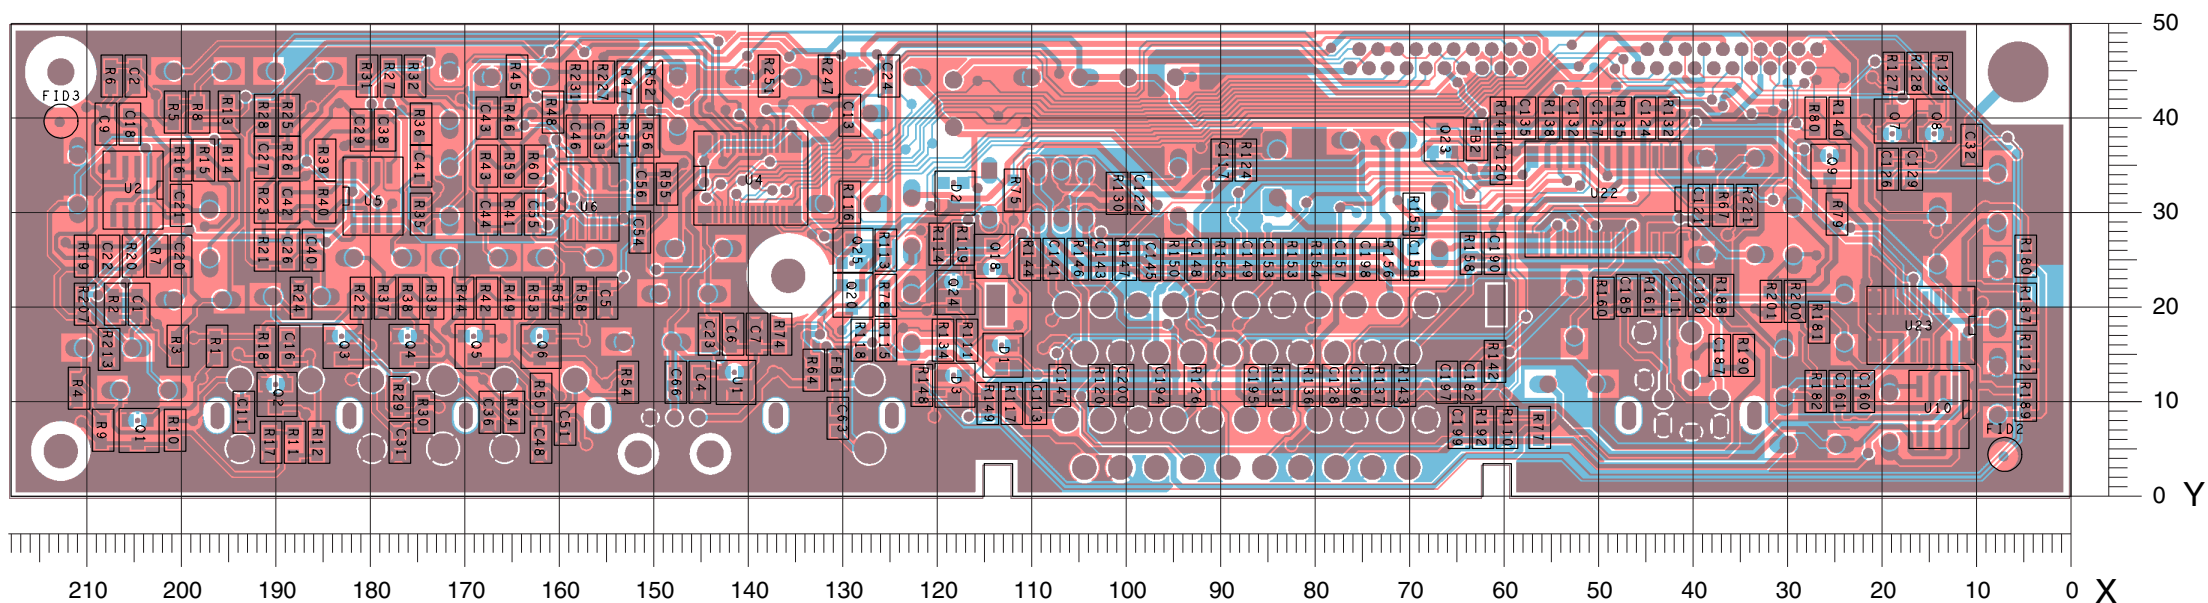 50
R6 C2 R31 R27 R32 R45 C231 R227 R47 R52 R251 R247 C24 R127 R128 R129
FID3
40
C9 C18 R5 R8 R13 R28 R25 C29 C38 R36 C43 R46 R48 C46 C53 R51 R56 C13 Q23 FB2 R141 C135 R138 C132 C127 R135 C124 R132 R80 R140 Q7 Q8 C32
R16 R15 R14 C27 R26 R39 C41 R43 R59 R60 U4 C117 R124 C120 Q9 C126 C129
U2 C21 R23 C42 R40 U5 R35 C44 R41 C35 U6 C56 R55 R116 D2 R75 R130 C122 U22 C121 R67 R221 R79
30
R19 C22 R20 R7 C20 R21 C26 C40 C54 Q25 R113 R114 R119 Q18 R144 C141 R146 C143 R147 C145 R150 C148 R152 C149 C153 R153 R154 C157 C198 R156 C158 R155 R158 C190 R180
R207 R2 C1 R24 R22 R37 R38 R33 R44 R42 R49 R53 R57 R58 C5 Q20 R78 Q24 R160 C185 R161 C11 C180 R188 R201 R200 R181 R187
20
R213 R3 R1 R18 C16 Q3 Q4 Q5 Q6 C23 C6 C7 R74 R118 R115 R134 R111 D1 R142 C187 R190 U23 R112
R4 C11 Q2 R29 R30 C36 R34 R50 C51 R54 C66 C4 U1 R64 FB1 R146 D3 R149 R117 C113 C147 R120 C200 C194 R126 C195 R131 R136 C128 C196 R137 R143 C197 C182 R182 C161 C160 U10 R189
10
R9 Q1 R10 R17 R11 R12 C31 C48 C63 C199 R192 R110 R77
FID2
0 Y
210 200 190 180 170 160 150 140 130 120 110 100 90 80 70 60 50 40 30 20 10 0 X